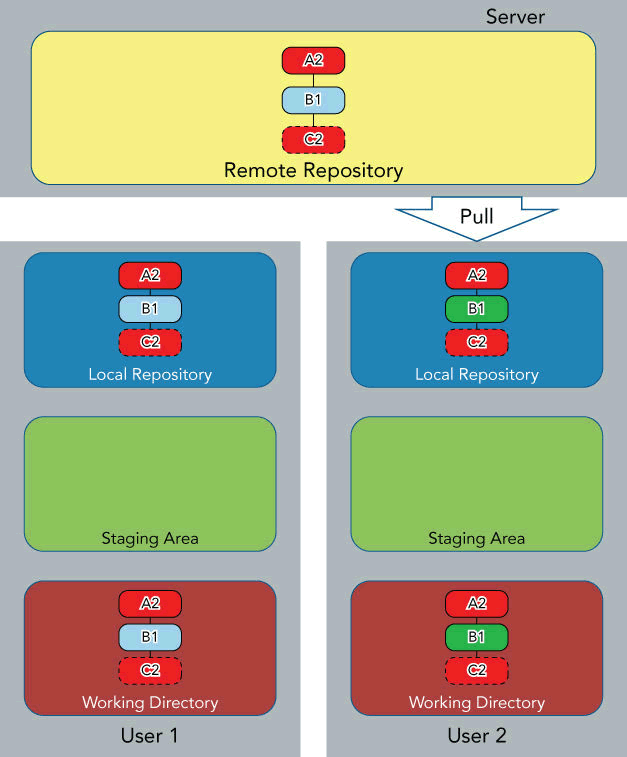 Server
A2
B1
C2
Remote Repository
Pull
A2
B1
C2
Local Repository
Staging Area
A2
B1
C2
Working Directory
User 1
A2
B1
C2
Local Repository
Staging Area
A2
B1
C2
Working Directory
User 2